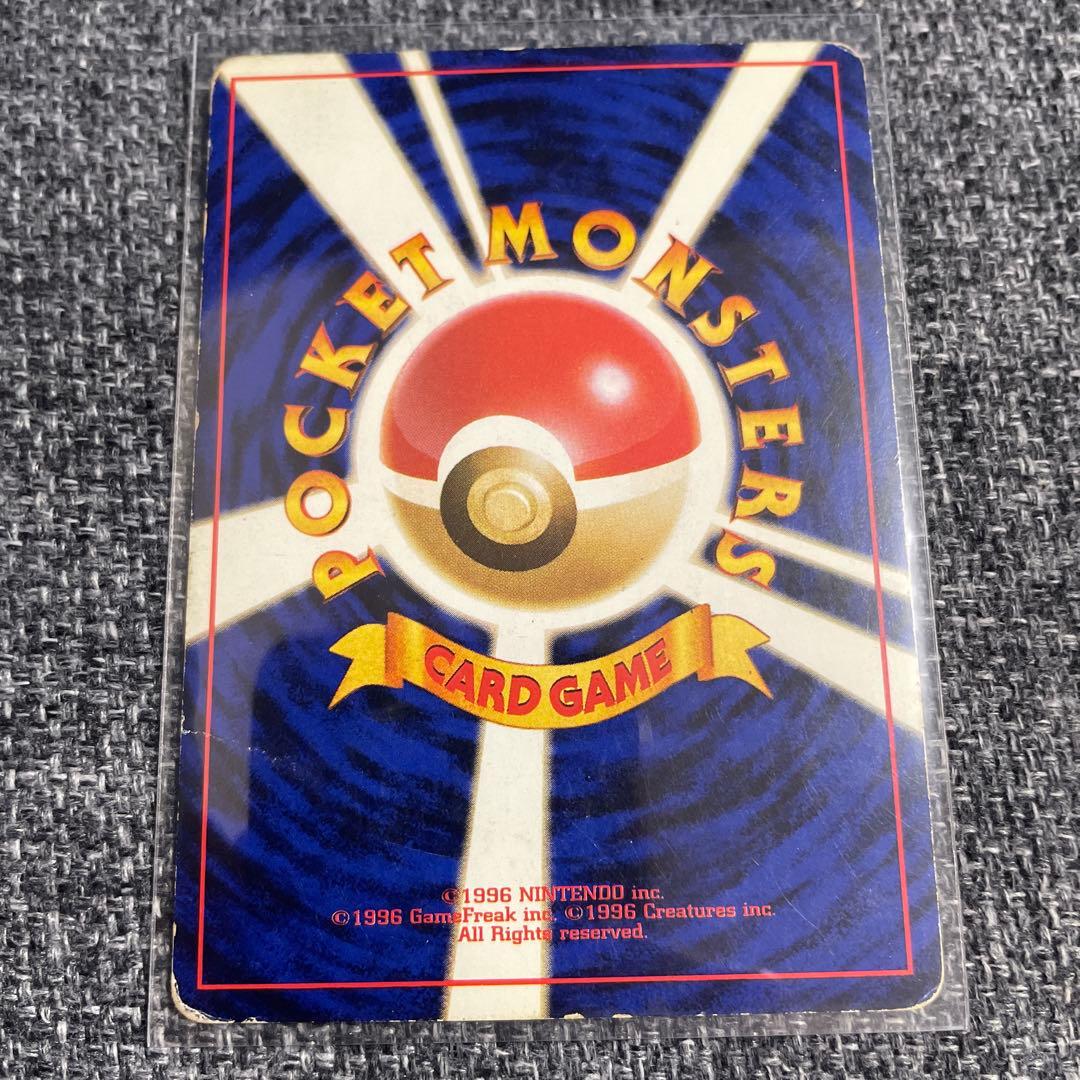 POCKET MONSTERS
CARD GAME
©1996 NINTENDO inc.
©1996 GameFreak inc. ©1996 Creatures inc.
All Rights reserved.